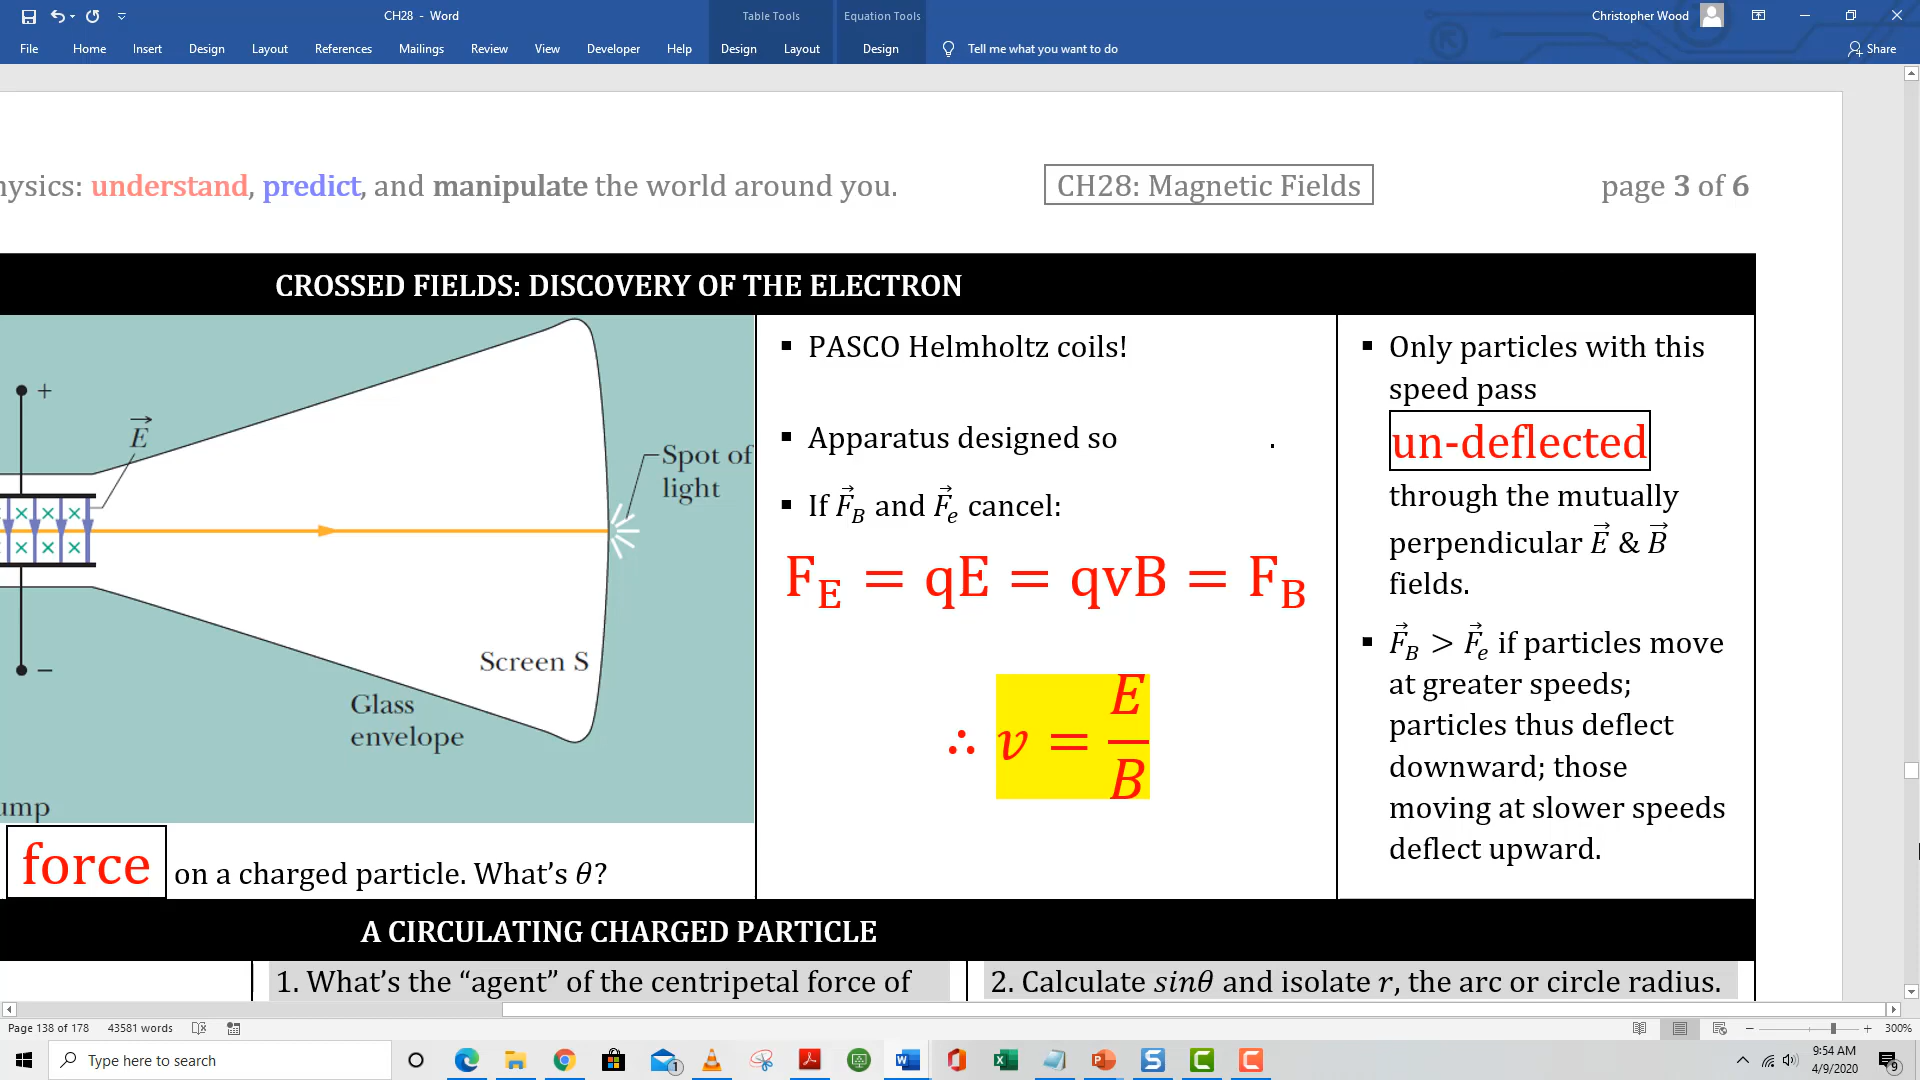 CH28 - Word
Table Tools
Equation Tools
Christopher Wood
File Home Insert Design Layout References Mailings Review View Developer Help Design Layout Design Tell me what you want to do Share
hysics: understand, predict, and manipulate the world around you.
CH28: Magnetic Fields
page 3 of 6
CROSSED FIELDS: DISCOVERY OF THE ELECTRON
+
E⃗
Spot of
light
Screen S
−
Glass
envelope
ump
force on a charged particle. What's θ?
▪ PASCO Helmholtz coils!
▪ Apparatus designed so .
▪ If F⃗_B and F⃗_e cancel:
F_E = qE = qvB = F_B
∴ v = E/B
▪ Only particles with this
speed pass
un-deflected
through the mutually
perpendicular E⃗ & B⃗
fields.
▪ F⃗_B > F⃗_e if particles move
at greater speeds;
particles thus deflect
downward; those
moving at slower speeds
deflect upward.
A CIRCULATING CHARGED PARTICLE
1. What's the “agent” of the centripetal force of
2. Calculate sinθ and isolate r, the arc or circle radius.
Page 138 of 178 43581 words
300%
Type here to search
1
9:54 AM
4/9/2020
9